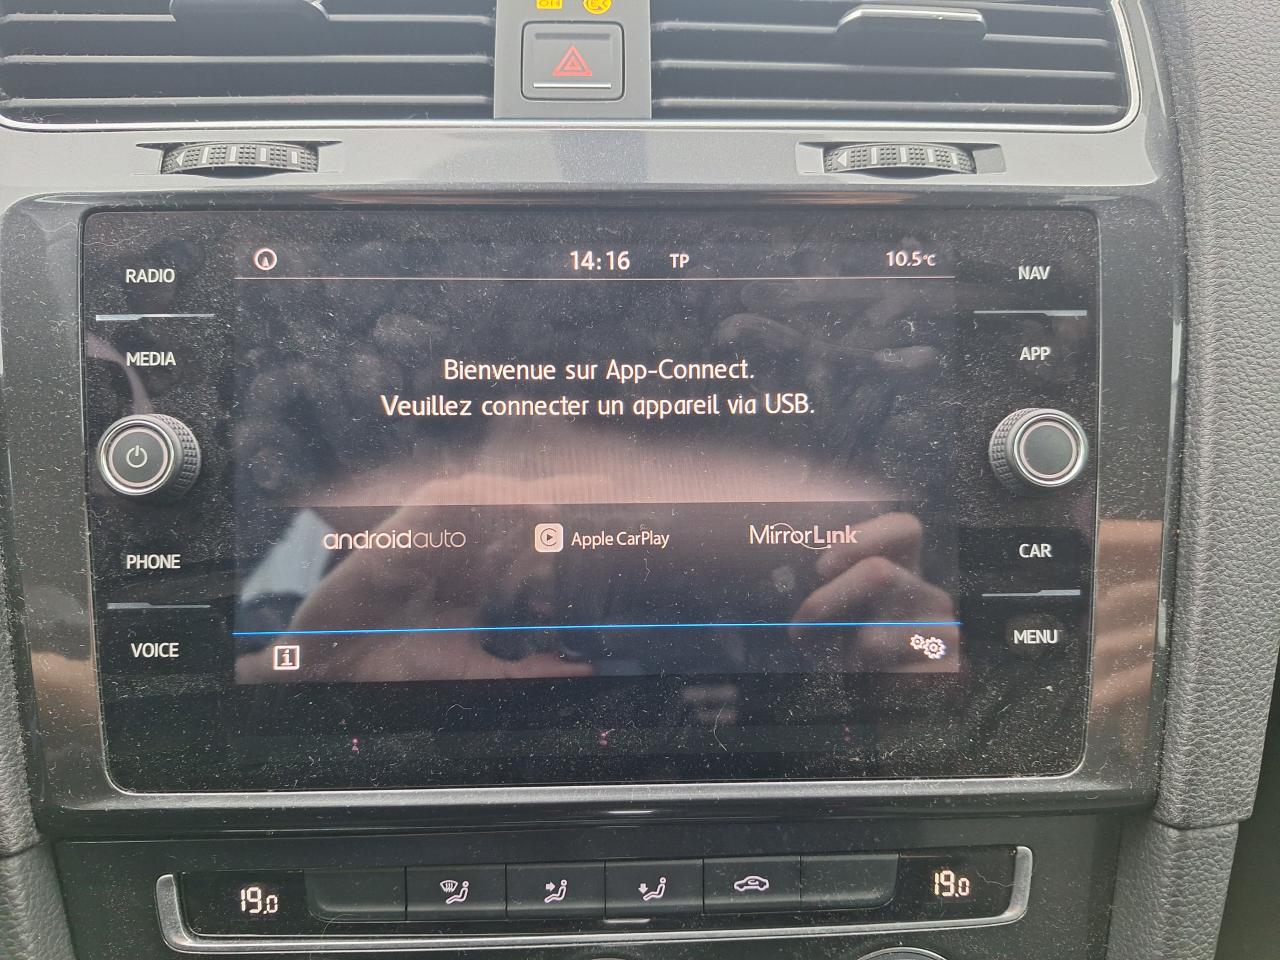 RADIO
MEDIA
PHONE
VOICE
14:16 TP 10.5°C
Bienvenue sur App-Connect.
Veuillez connecter un appareil via USB.
androidauto
Apple CarPlay
MirrorLink
i
NAV
APP
CAR
MENU
19.0
19.0